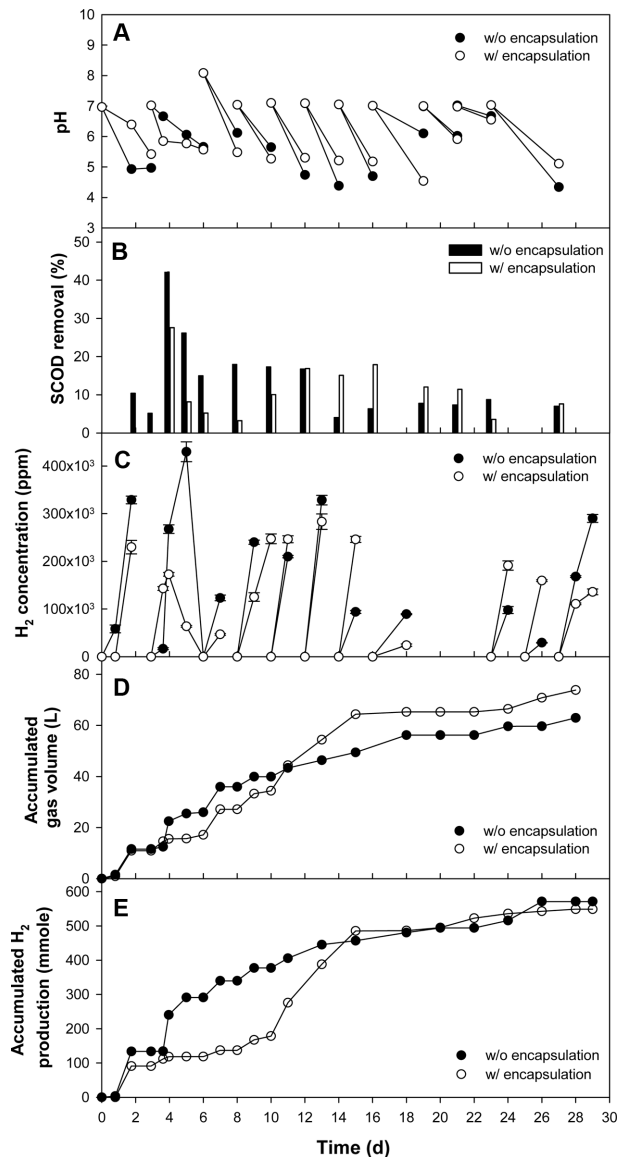 A
w/o encapsulation
w/ encapsulation
pH
10
9
8
7
6
5
4
3
B
w/o encapsulation
w/ encapsulation
SCOD removal (%)
50
40
30
20
10
0
C
w/o encapsulation
w/ encapsulation
H2 concentration (ppm)
400x10³
300x10³
200x10³
100x10³
0
D
Accumulated
gas volume (L)
80
60
40
20
0
w/o encapsulation
w/ encapsulation
E
Accumulated H2
production (mmole)
600
500
400
300
200
100
0
w/o encapsulation
w/ encapsulation
0 2 4 6 8 10 12 14 16 18 20 22 24 26 28 30
Time (d)